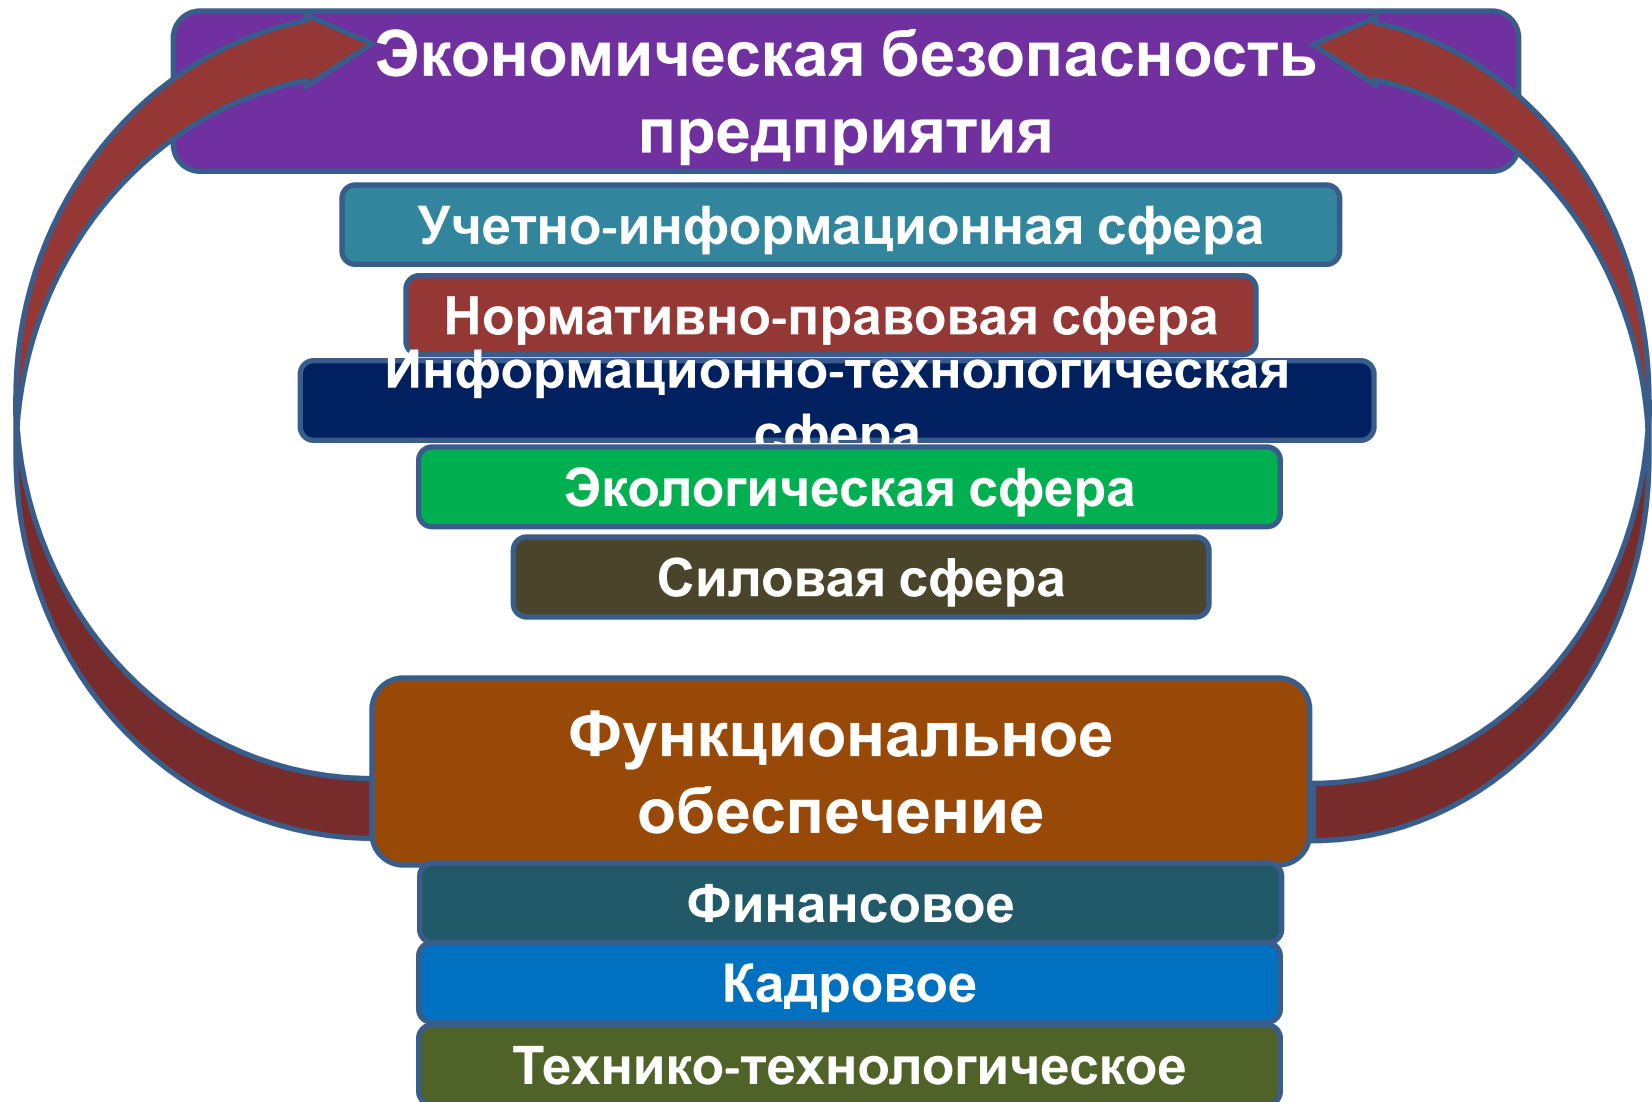 Экономическая безопасность
предприятия
Учетно-информационная сфера
Нормативно-правовая сфера
Информационно-технологическая
сфера
Экологическая сфера
Силовая сфера
Функциональное
обеспечение
Финансовое
Кадровое
Технико-технологическое